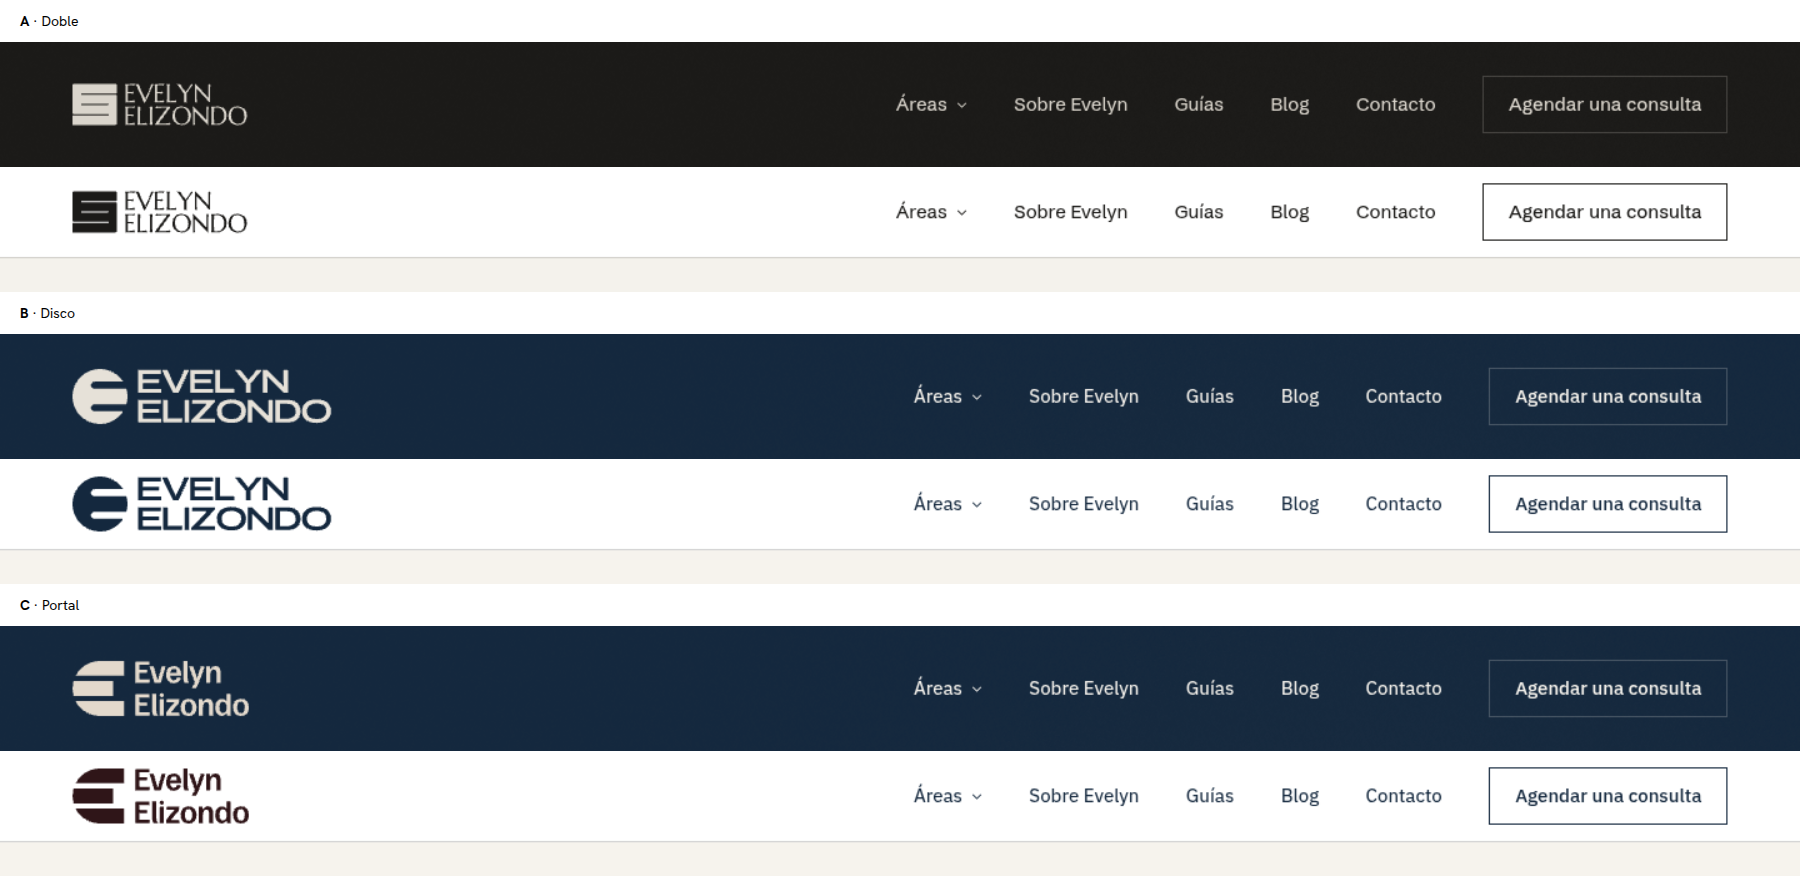 A · Doble
EVELYN
ELIZONDO
Áreas Sobre Evelyn Guías Blog Contacto Agendar una consulta
EVELYN
ELIZONDO
Áreas Sobre Evelyn Guías Blog Contacto Agendar una consulta
B · Disco
EVELYN
ELIZONDO
Áreas Sobre Evelyn Guías Blog Contacto Agendar una consulta
EVELYN
ELIZONDO
Áreas Sobre Evelyn Guías Blog Contacto Agendar una consulta
C · Portal
Evelyn
Elizondo
Áreas Sobre Evelyn Guías Blog Contacto Agendar una consulta
Evelyn
Elizondo
Áreas Sobre Evelyn Guías Blog Contacto Agendar una consulta